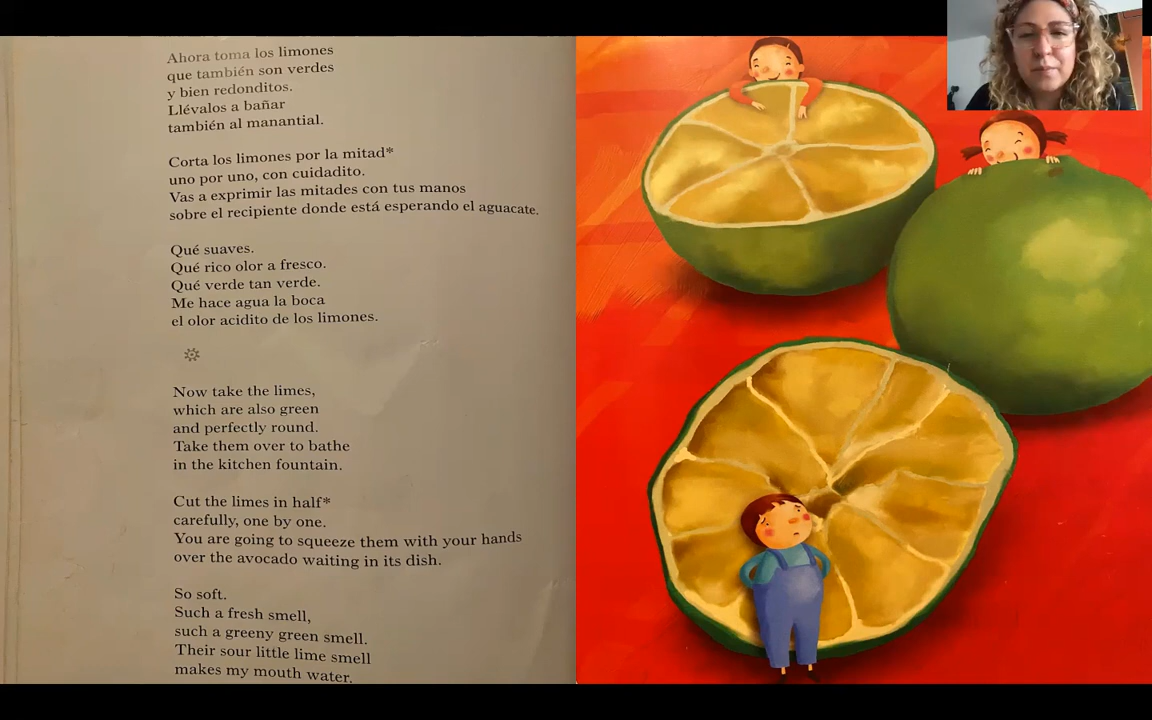 Ahora toma los limones
que también son verdes
y bien redonditos.
Llévalos a bañar
también al manantial.
Corta los limones por la mitad*
uno por uno, con cuidadito.
Vas a exprimir las mitades con tus manos
sobre el recipiente donde está esperando el aguacate.
Qué suaves.
Qué rico olor a fresco.
Qué verde tan verde.
Me hace agua la boca
el olor acidito de los limones.
Now take the limes,
which are also green
and perfectly round.
Take them over to bathe
in the kitchen fountain.
Cut the limes in half*
carefully, one by one.
You are going to squeeze them with your hands
over the avocado waiting in its dish.
So soft.
Such a fresh smell,
such a greeny green smell.
Their sour little lime smell
makes my mouth water.